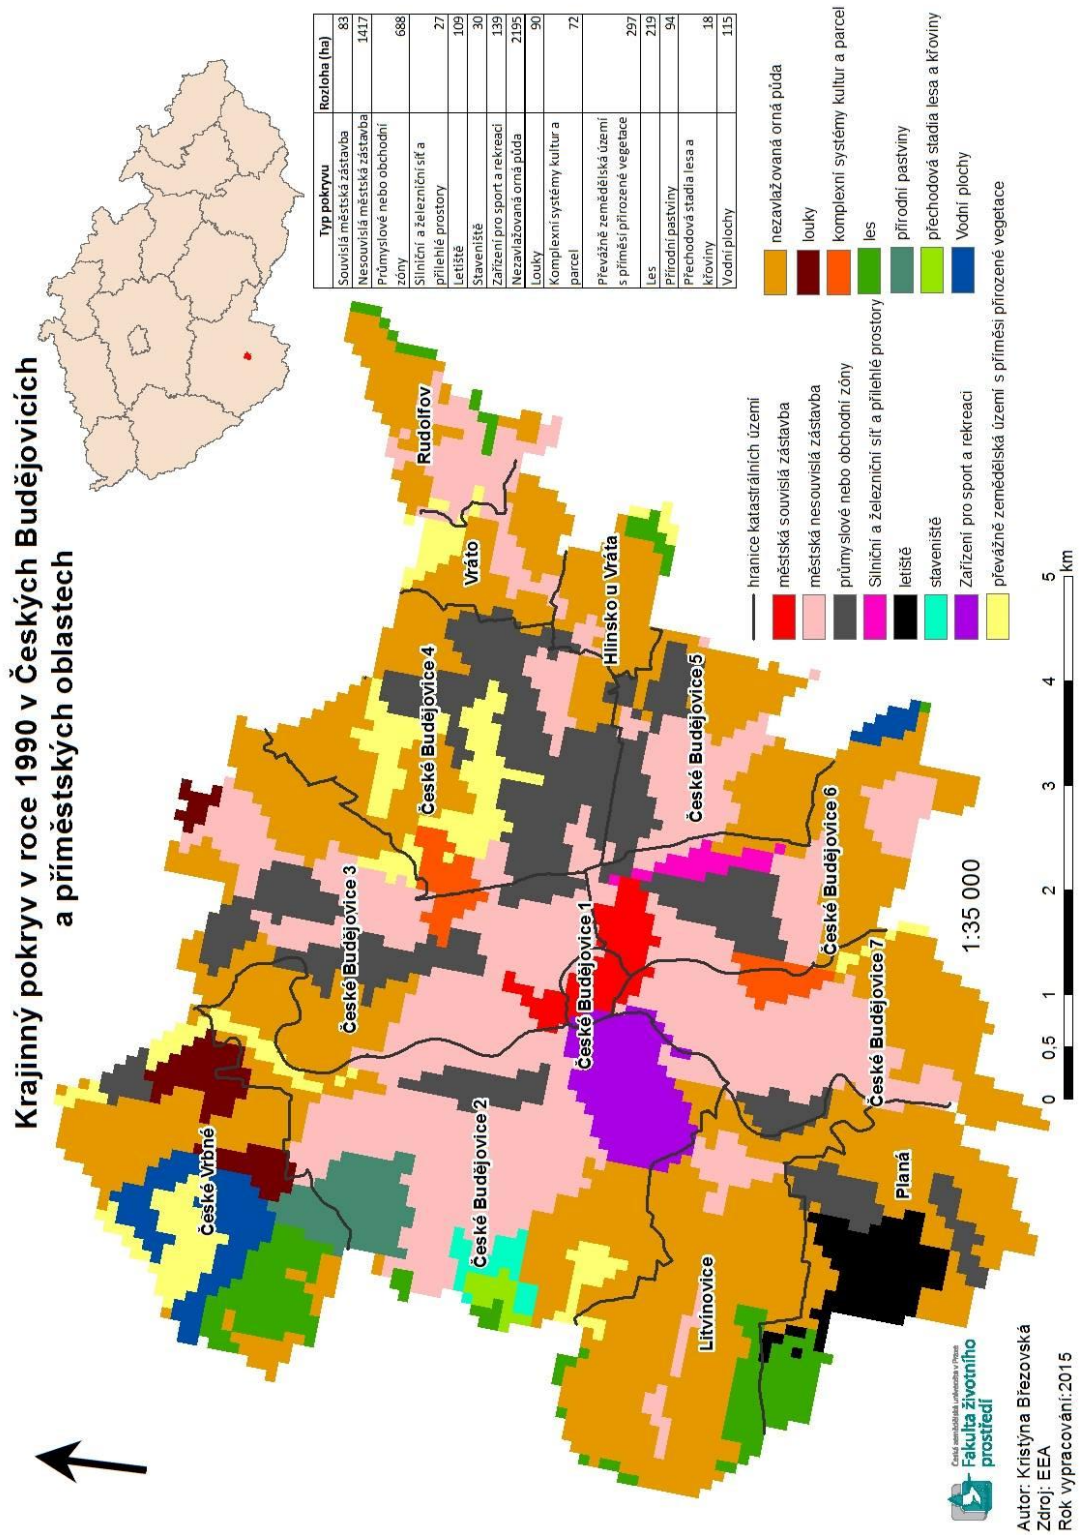 Krajinný pokryv v roce 1990 v Českých Budějovicích
a příměstských oblastech
Typ pokryvu Rozloha (ha)
Souvislá městská zástavba 83
Nesouvislá městská zástavba 1417
Průmyslové nebo obchodní
zóny 688
Silniční a železniční síť a
přilehlé prostory 27
Letiště 109
Staveniště 30
Zařízení pro sport a rekreaci 139
Nezavlažovaná orná půda 2195
Louky 90
Komplexní systémy kultur a
parcel 72
Převážně zemědělská území
s příměsí přirozené vegetace 297
Les 219
Přírodní pastviny 94
Přechodová stadia lesa a
křoviny 18
Vodní plochy 115
České Vrbné
České Budějovice 3
České Budějovice 4
Rudolfov
Vráto
České Budějovice 2
České Budějovice 1
Hlinsko u Vráta
České Budějovice 5
Litvínovice
České Budějovice 6
České Budějovice 7
Planá
hranice katastrálních území
městská souvislá zástavba
městská nesouvislá zástavba
průmyslové nebo obchodní zóny
Silniční a železniční síť a přilehlé prostory
letiště
staveniště
Zařízení pro sport a rekreaci
převážně zemědělská území s příměsí přirozené vegetace
nezavlažovaná orná půda
louky
komplexní systémy kultur a parcel
les
přírodní pastviny
přechodová stadia lesa a křoviny
Vodní plochy
1:35 000
0 0,5 1 2 3 4 5
km
Česká zemědělská univerzita v Praze
Fakulta životního
prostředí
Autor: Kristýna Březovská
Zdroj: EEA
Rok vypracování:2015